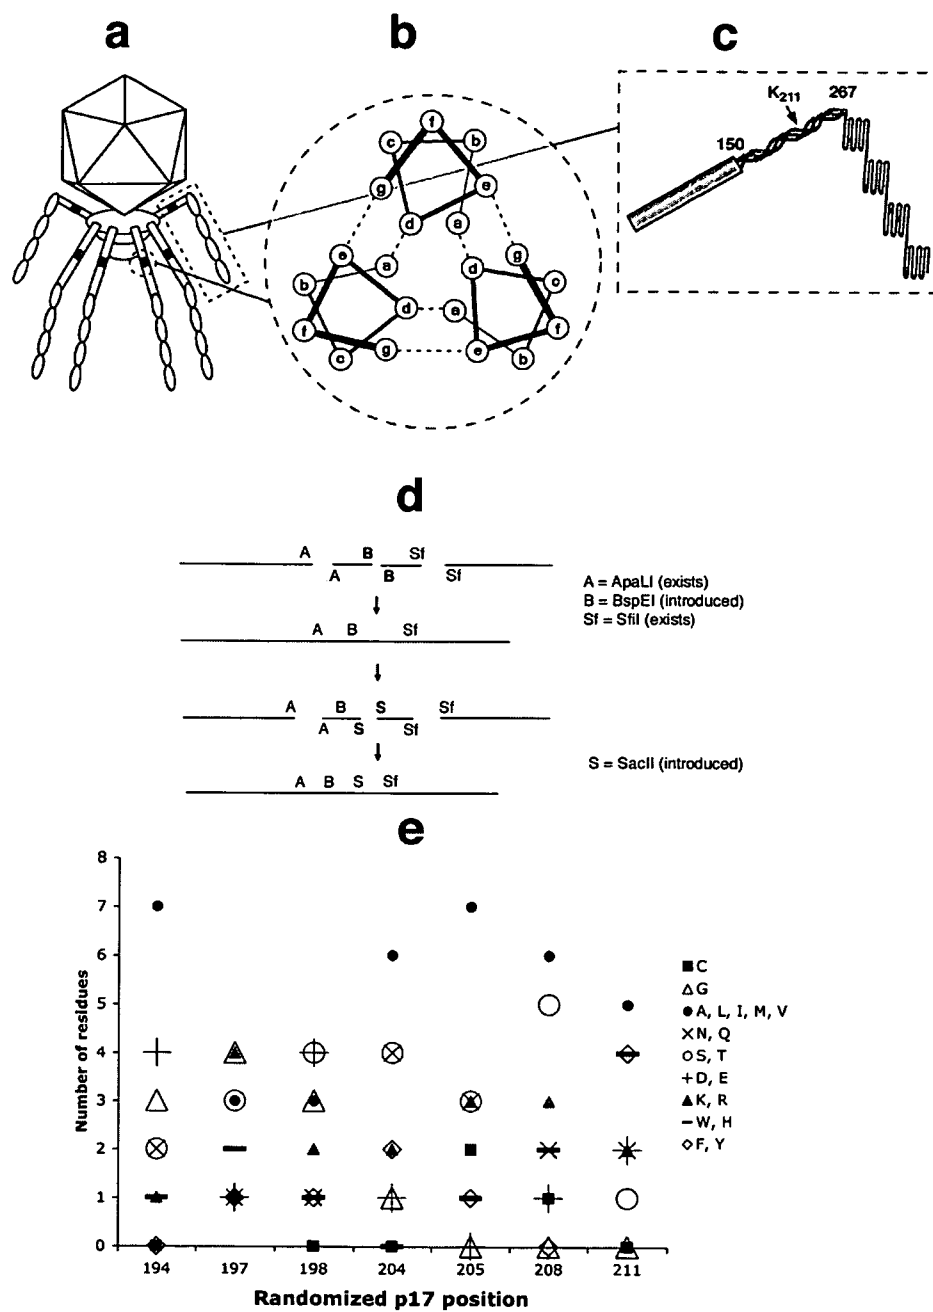 a
b
c
f
c b
g e
d a
e a d g
b c
d a
f f
c g e b
K211
267
150
d
A B Sf
A B Sf
A = ApaLI (exists)
B = BspEI (introduced)
Sf = SfiI (exists)
A B Sf
A B S Sf
A S Sf
S = SacII (introduced)
A B S Sf
e
8
7
6
5
4
3
2
1
0
Number of residues
194 197 198 204 205 208 211
Randomized p17 position
C
G
A, L, I, M, V
N, Q
S, T
D, E
K, R
W, H
F, Y